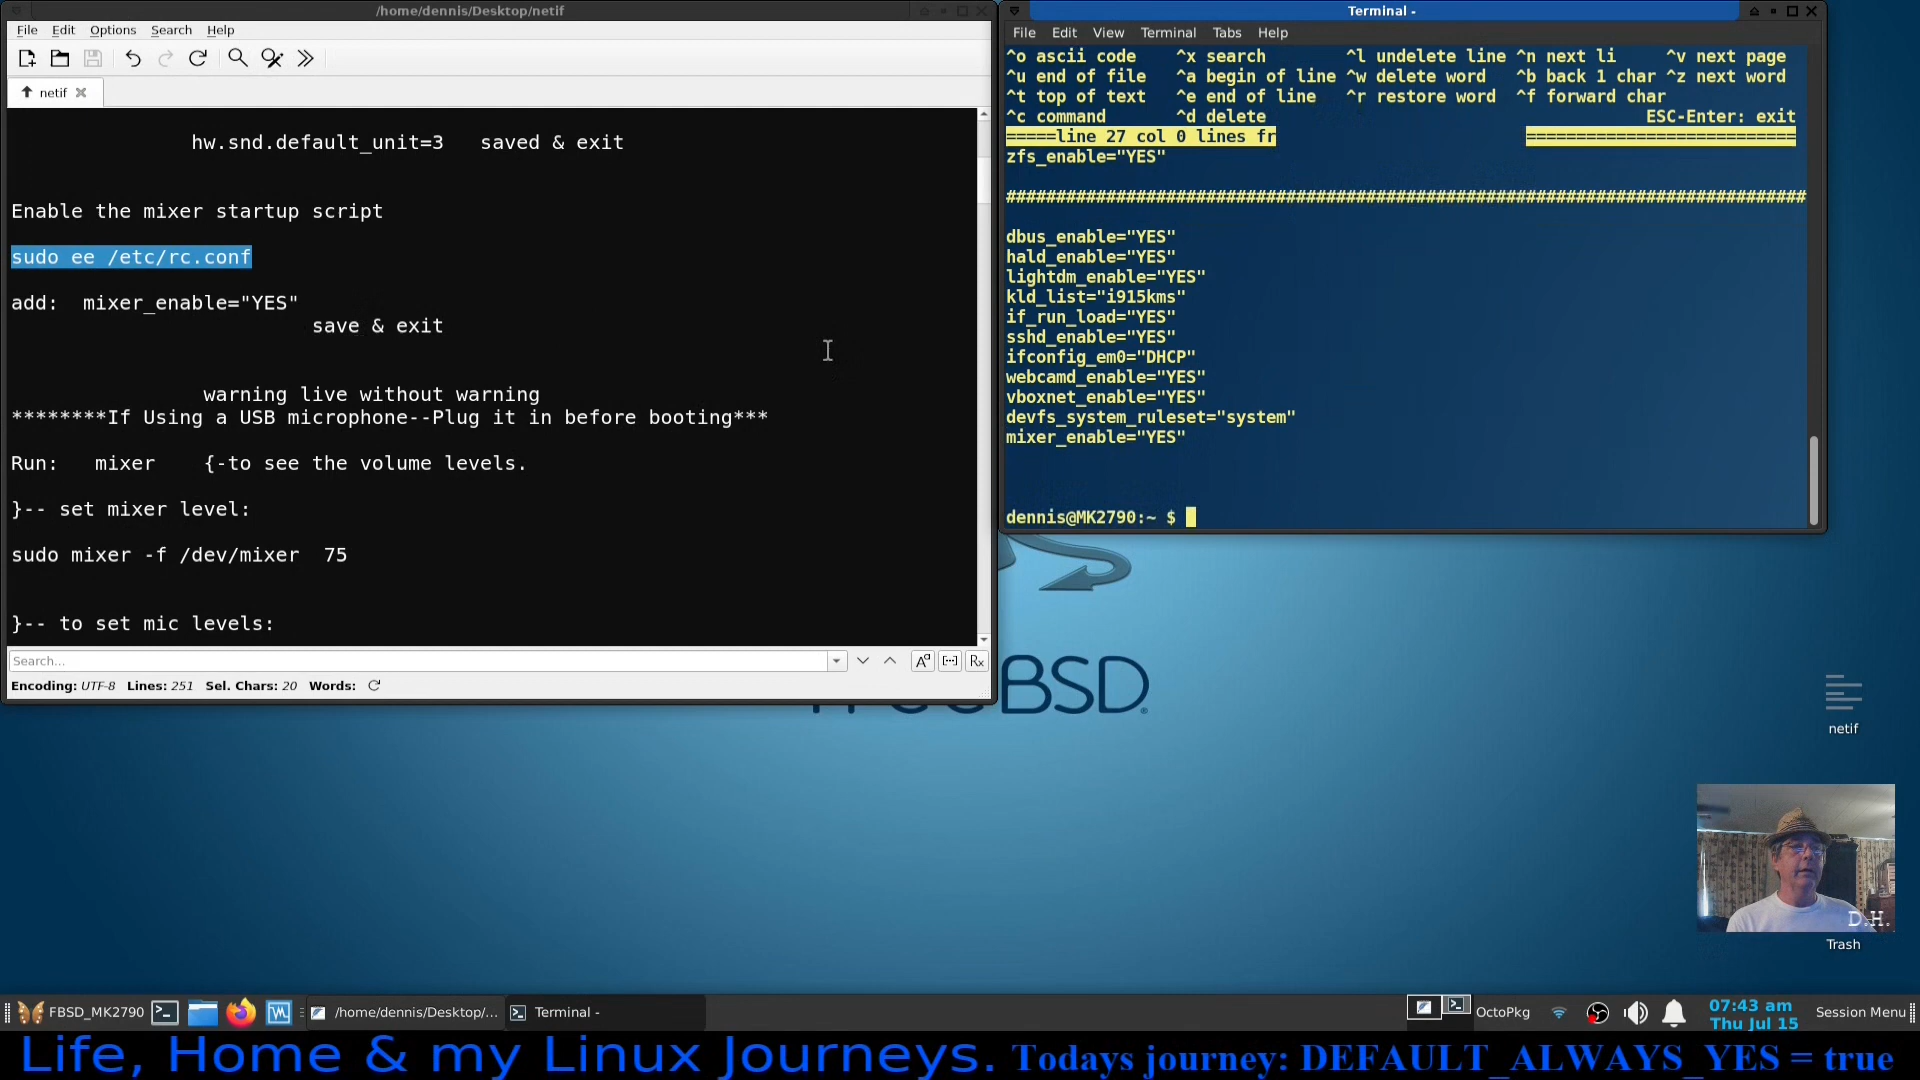 /home/dennis/Desktop/netif
File Edit Options Search Help
netif
hw.snd.default_unit=3 saved & exit
Enable the mixer startup script
sudo ee /etc/rc.conf
add: mixer_enable="YES"
save & exit
warning live without warning
********If Using a USB microphone--Plug it in before booting***
Run: mixer {-to see the volume levels.
}-- set mixer level:
sudo mixer -f /dev/mixer 75
}-- to set mic levels:
Search...
Encoding: UTF-8 Lines: 251 Sel. Chars: 20 Words:
Terminal -
File Edit View Terminal Tabs Help
^o ascii code ^x search ^l undelete line ^n next li ^v next page
^u end of file ^a begin of line ^w delete word ^b back 1 char ^z next word
^t top of text ^e end of line ^r restore word ^f forward char
^c command ^d delete ESC-Enter: exit
=====line 27 col 0 lines fr ==========================
zfs_enable="YES"
################################################################################
dbus_enable="YES"
hald_enable="YES"
lightdm_enable="YES"
kld_list="i915kms"
if_run_load="YES"
sshd_enable="YES"
ifconfig_em0="DHCP"
webcamd_enable="YES"
vboxnet_enable="YES"
devfs_system_ruleset="system"
mixer_enable="YES"
dennis@MK2790:~ $
BSD
netif
D.H.
Trash
FBSD_MK2790 /home/dennis/Desktop/... Terminal - OctoPkg 07:43 am Session Menu
Thu Jul 15
Life, Home & my Linux Journeys. Todays journey: DEFAULT_ALWAYS_YES = true